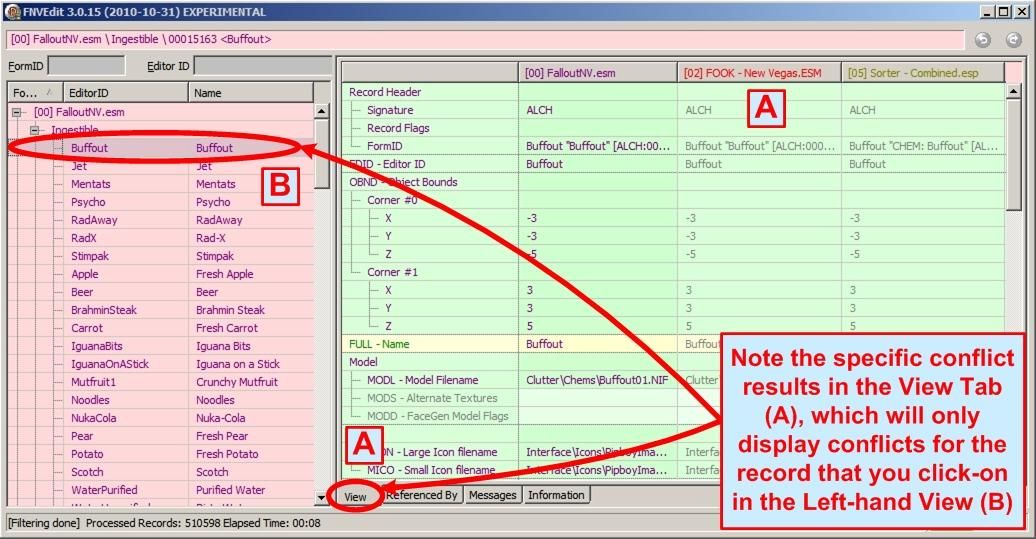 FNVEdit 3.0.15 (2010-10-31) EXPERIMENTAL
[00] FalloutNV.esm \ Ingestible \ 00015163 <Buffout>
FormID Editor ID
Fo... EditorID Name
[00] FalloutNV.esm
Ingestible
Buffout Buffout
Jet Jet
Mentats Mentats
Psycho Psycho
RadAway RadAway
RadX Rad-X
Stimpak Stimpak
Apple Fresh Apple
Beer Beer
BrahminSteak Brahmin Steak
Carrot Fresh Carrot
IguanaBits Iguana Bits
IguanaOnAStick Iguana on a Stick
Mutfruit1 Crunchy Mutfruit
Noodles Noodles
NukaCola Nuka-Cola
Pear Fresh Pear
Potato Fresh Potato
Scotch Scotch
WaterPurified Purified Water
B
[00] FalloutNV.esm [02] FOOK - New Vegas.ESM [05] Sorter - Combined.esp
Record Header
Signature ALCH ALCH ALCH
Record Flags
FormID Buffout "Buffout" [ALCH:00... Buffout "Buffout" [ALCH:000... Buffout "CHEM: Buffout" [AL...
EDID - Editor ID Buffout Buffout Buffout
OBND - Object Bounds
Corner #0
X -3 -3 -3
Y -3 -3 -3
Z -5 -5 -5
Corner #1
X 3 3 3
Y 3 3 3
Z 5 5 5
FULL - Name Buffout Buffou
Model
MODL - Model Filename Clutter\Chems\Buffout01.NIF Clutter
MODS - Alternate Textures
MODD - FaceGen Model Flags
ON - Large Icon filename Interface\Icons\PipboyIma... Interfa
MICO - Small Icon filename Interface\Icons\PipboyIma... Interfa
A
A
View Referenced By Messages Information
Note the specific conflict
results in the View Tab
(A), which will only
display conflicts for the
record that you click-on
in the Left-hand View (B)
[Filtering done] Processed Records: 510598 Elapsed Time: 00:08